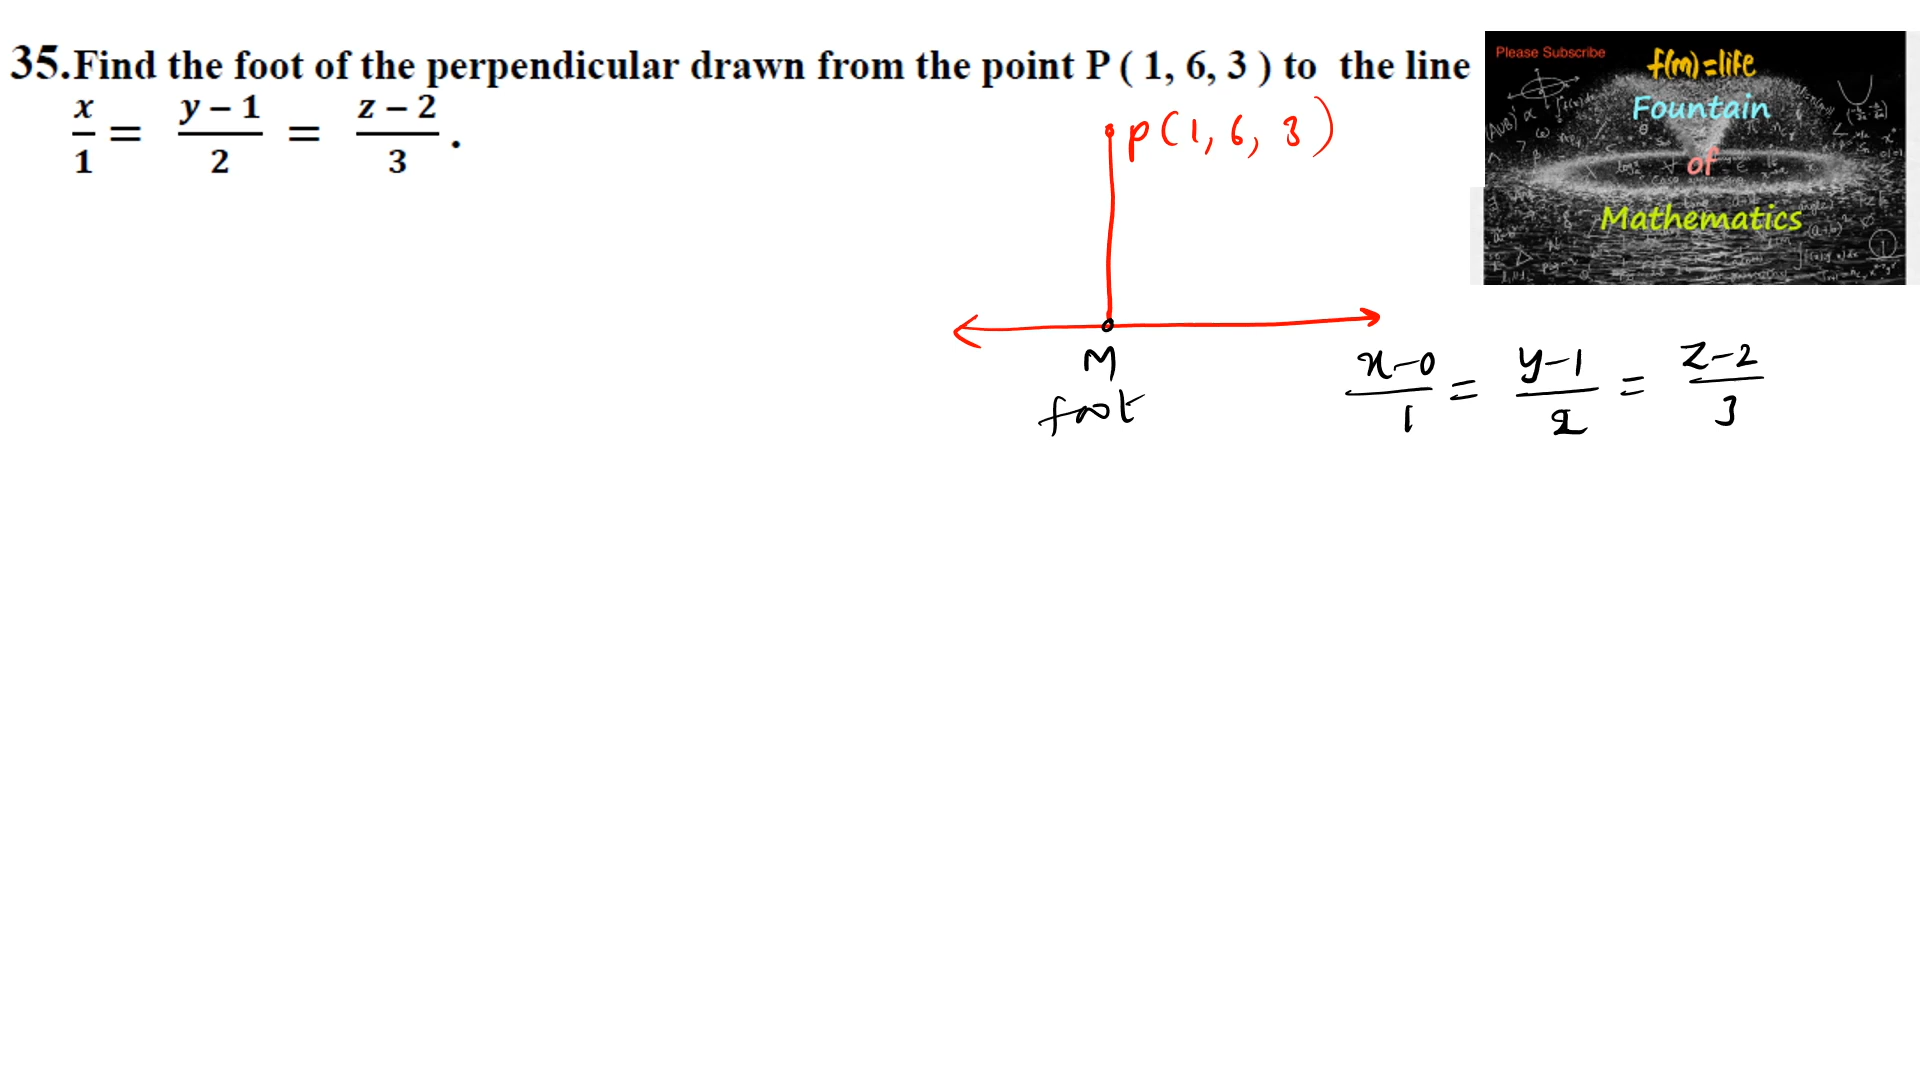 35.Find the foot of the perpendicular drawn from the point P ( 1, 6, 3 ) to the line
x/1 = y − 1/2 = z − 2/3 .
P(1, 6, 3)
M
foot
x-0/1 = y-1/2 = z-2/3
Please Subscribe
f(m)=life
Fountain
of
Mathematics